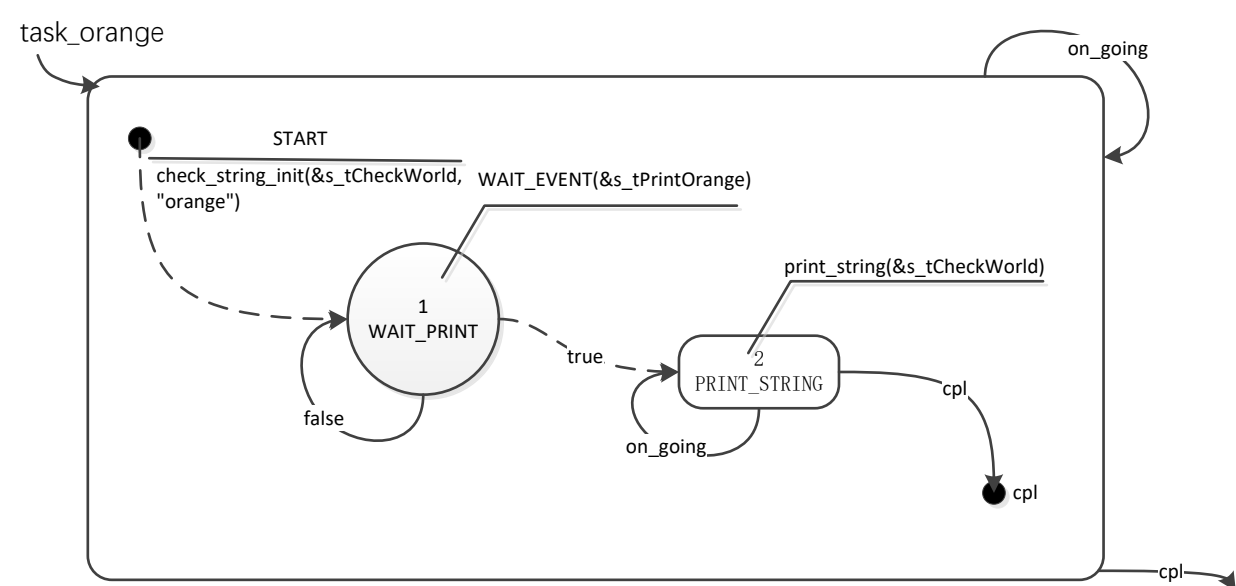 task_orange
on_going
START
check_string_init(&s_tCheckWorld,
"orange")
WAIT_EVENT(&s_tPrintOrange)
print_string(&s_tCheckWorld)
1
WAIT_PRINT
true
2
PRINT_STRING
false
on_going
cpl
cpl
cpl